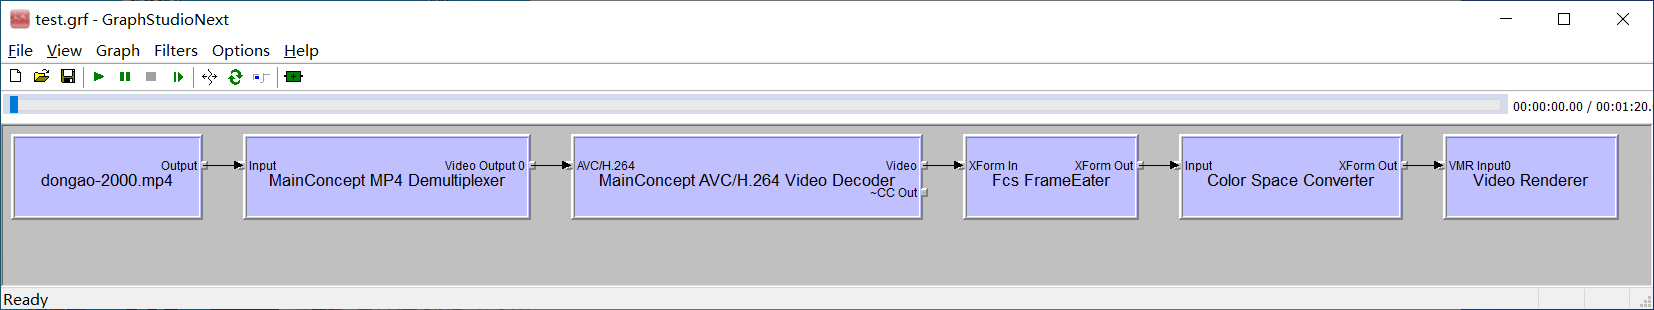 test.grf - GraphStudioNext
File View Graph Filters Options Help
00:00:00.00 / 00:01:20.
Output Input Video Output 0 AVC/H.264 Video XForm In XForm Out Input XForm Out VMR Input0
dongao-2000.mp4 MainConcept MP4 Demultiplexer MainConcept AVC/H.264 Video Decoder Fcs FrameEater Color Space Converter Video Renderer
~CC Out
Ready